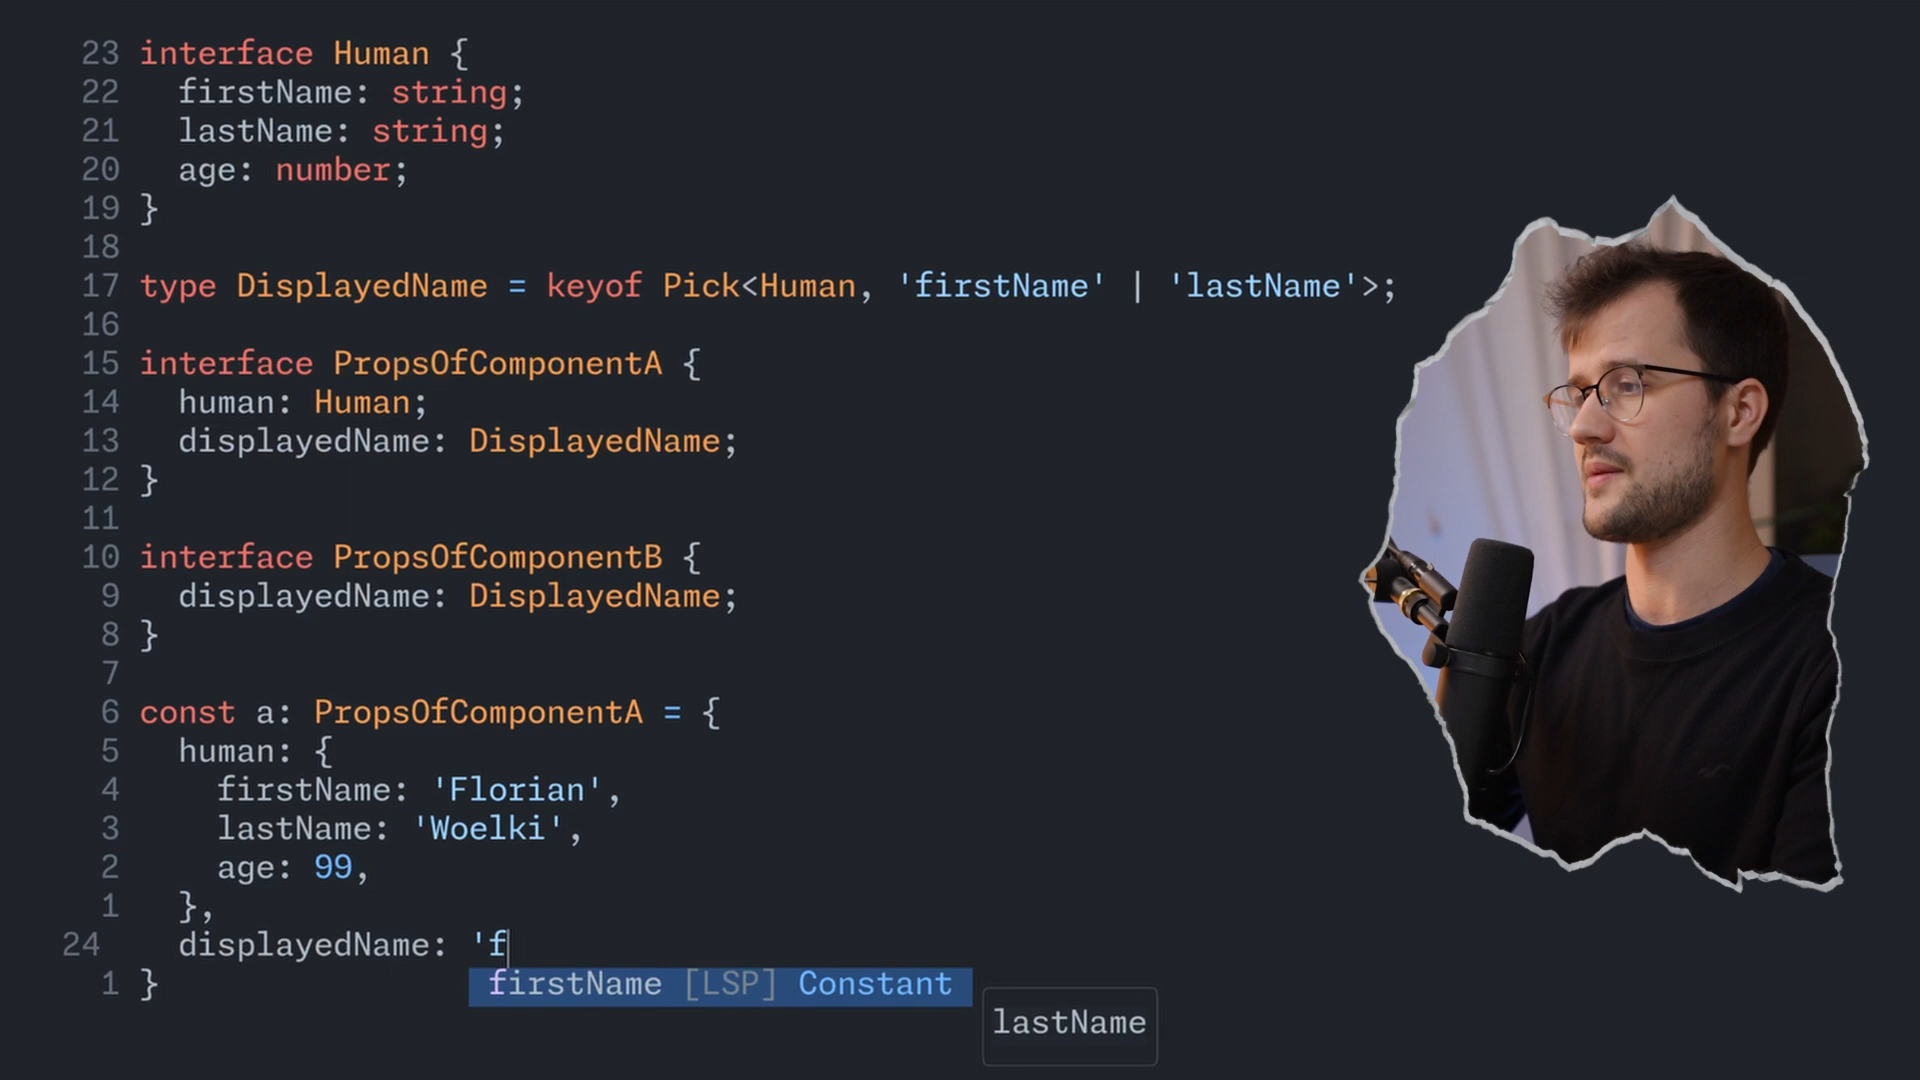 23 interface Human {
22   firstName: string;
21   lastName: string;
20   age: number;
19 }
18
17 type DisplayedName = keyof Pick<Human, 'firstName' | 'lastName'>;
16
15 interface PropsOfComponentA {
14   human: Human;
13   displayedName: DisplayedName;
12 }
11
10 interface PropsOfComponentB {
9   displayedName: DisplayedName;
8 }
7
6 const a: PropsOfComponentA = {
5   human: {
4     firstName: 'Florian',
3     lastName: 'Woelki',
2     age: 99,
1   },
24   displayedName: 'f
1 } firstName [LSP] Constant
lastName